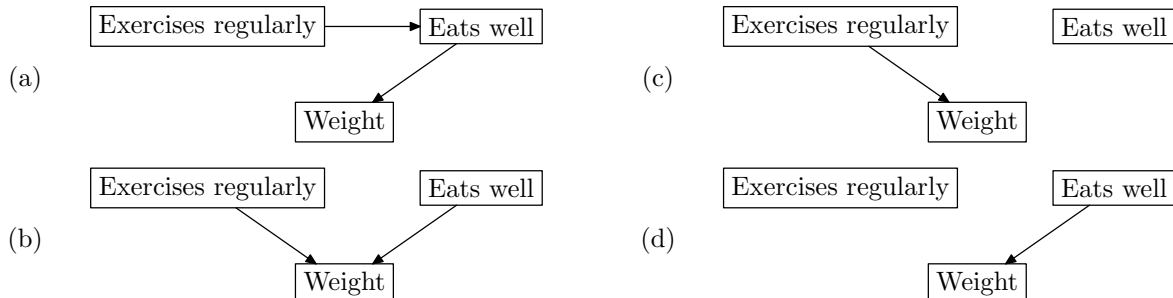 Exercises regularly Eats well
(a)
Weight
Exercises regularly Eats well
(b)
Weight
Exercises regularly Eats well
(c)
Weight
Exercises regularly Eats well
(d)
Weight